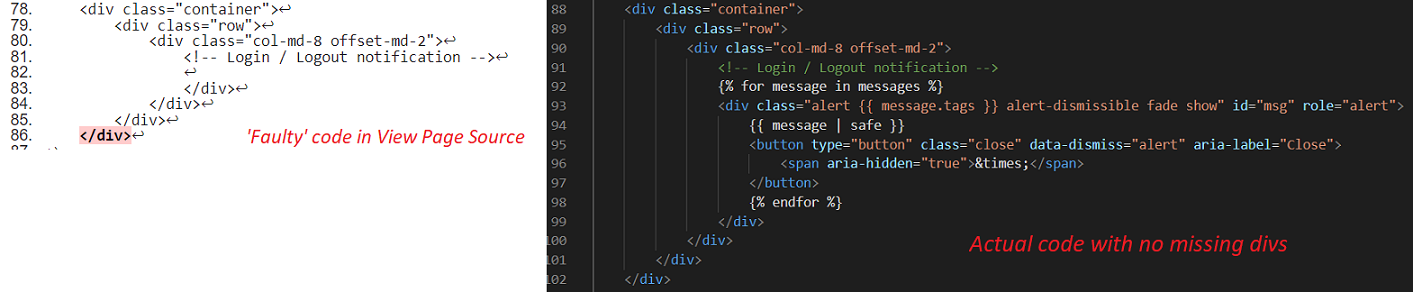 78. <div class="container">↩
79. <div class="row">↩
80. <div class="col-md-8 offset-md-2">↩
81. <!-- Login / Logout notification -->↩
82. ↩
83. </div>↩
84. </div>↩
85. </div>↩
86. </div>↩
'Faulty' code in View Page Source
87.
88 <div class="container">
89 <div class="row">
90 <div class="col-md-8 offset-md-2">
91 <!-- Login / Logout notification -->
92 {% for message in messages %}
93 <div class="alert {{ message.tags }} alert-dismissible fade show" id="msg" role="alert">
94 {{ message | safe }}
95 <button type="button" class="close" data-dismiss="alert" aria-label="Close">
96 <span aria-hidden="true">&times;</span>
97 </button>
98 {% endfor %}
99 </div>
100 </div>
101 </div>
102 </div>
Actual code with no missing divs